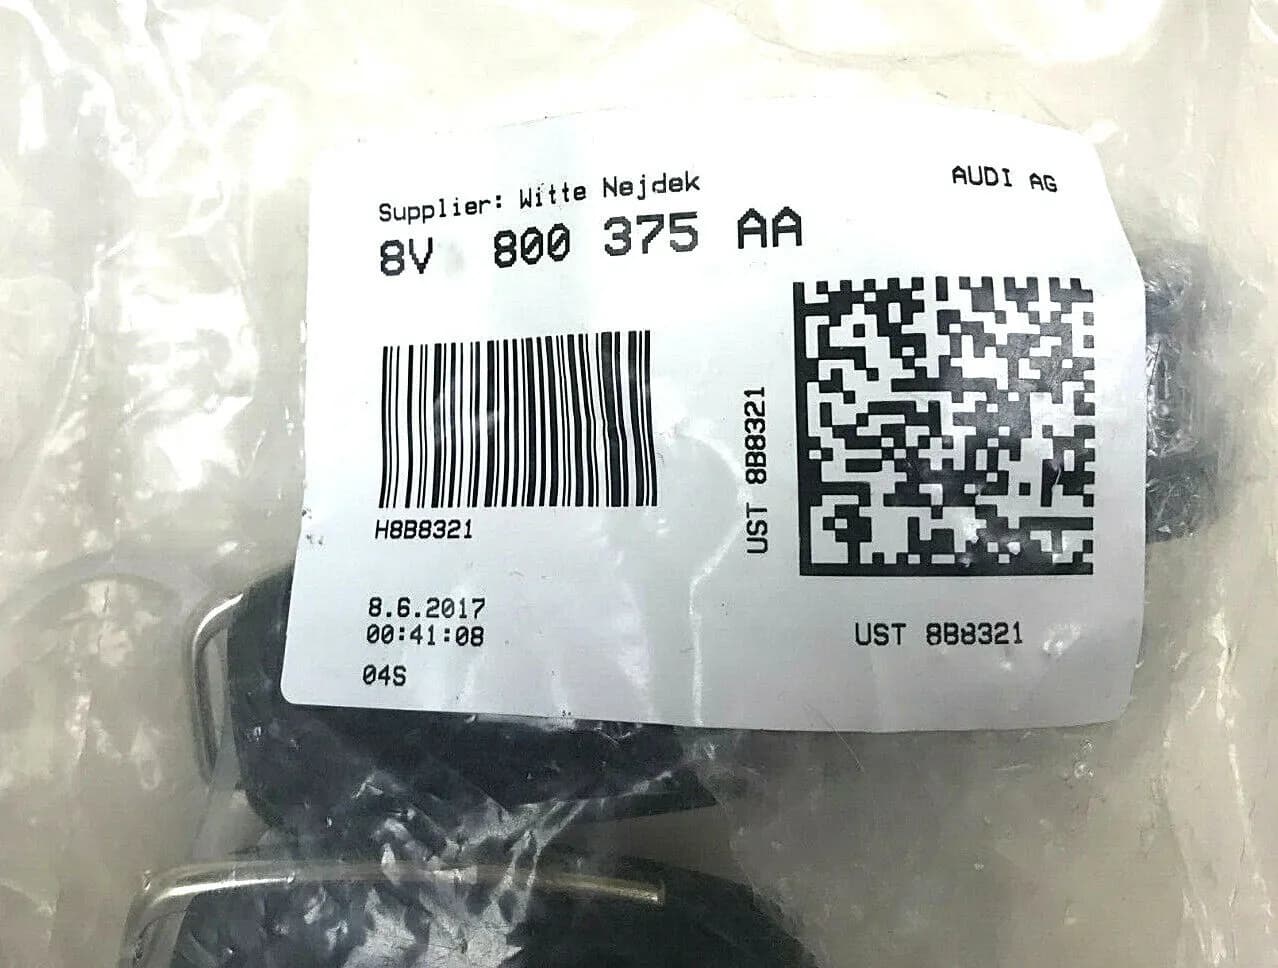 Supplier: Witte Nejdek
AUDI AG
8V 800 375 AA
H8B8321
UST 8B8321
8.6.2017
00:41:08
04S
UST 8B8321